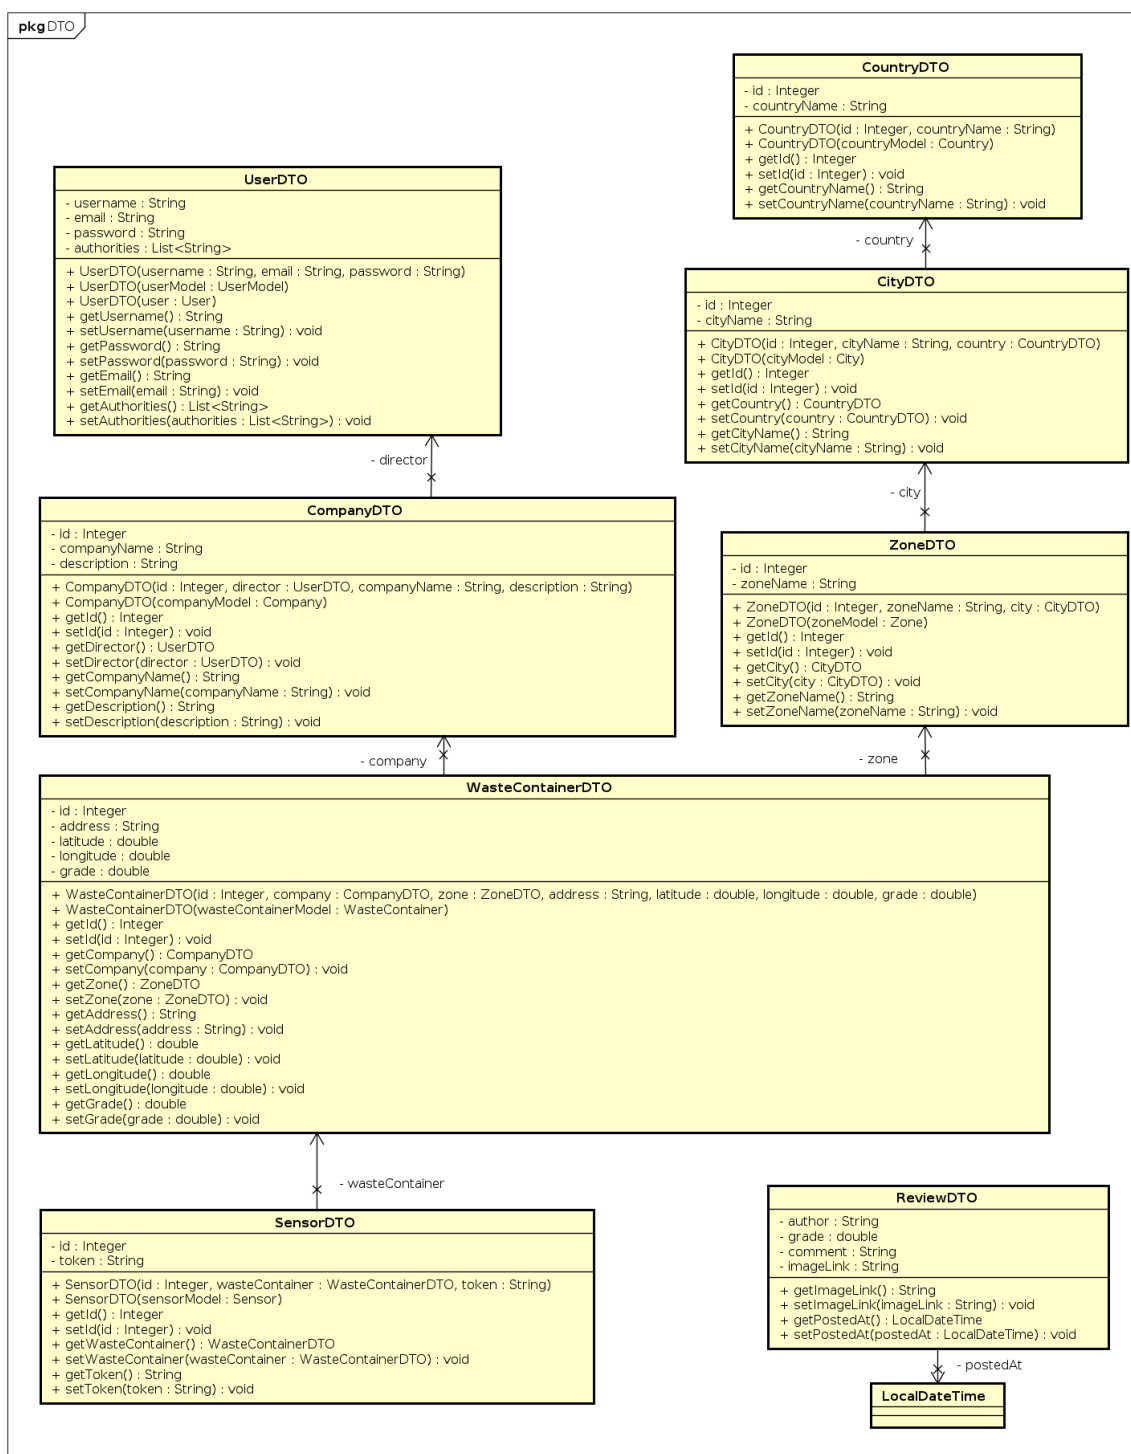 pkg DTO
CountryDTO
- id : Integer
- countryName : String
+ CountryDTO(id : Integer, countryName : String)
+ CountryDTO(countryModel : Country)
+ getId() : Integer
+ setId(id : Integer) : void
+ getCountryName() : String
+ setCountryName(countryName : String) : void
UserDTO
- username : String
- email : String
- password : String
- authorities : List<String>
+ UserDTO(username : String, email : String, password : String)
+ UserDTO(userModel : UserModel)
+ UserDTO(user : User)
+ getUsername() : String
+ setUsername(username : String) : void
+ getPassword() : String
+ setPassword(password : String) : void
+ getEmail() : String
+ setEmail(email : String) : void
+ getAuthorities() : List<String>
+ setAuthorities(authorities : List<String>) : void
- country
CityDTO
- id : Integer
- cityName : String
+ CityDTO(id : Integer, cityName : String, country : CountryDTO)
+ CityDTO(cityModel : City)
+ getId() : Integer
+ setId(id : Integer) : void
+ getCountry() : CountryDTO
+ setCountry(country : CountryDTO) : void
+ getCityName() : String
+ setCityName(cityName : String) : void
- director
- city
CompanyDTO
- id : Integer
- companyName : String
- description : String
+ CompanyDTO(id : Integer, director : UserDTO, companyName : String, description : String)
+ CompanyDTO(companyModel : Company)
+ getId() : Integer
+ setId(id : Integer) : void
+ getDirector() : UserDTO
+ setDirector(director : UserDTO) : void
+ getCompanyName() : String
+ setCompanyName(companyName : String) : void
+ getDescription() : String
+ setDescription(description : String) : void
ZoneDTO
- id : Integer
- zoneName : String
+ ZoneDTO(id : Integer, zoneName : String, city : CityDTO)
+ ZoneDTO(zoneModel : Zone)
+ getId() : Integer
+ setId(id : Integer) : void
+ getCity() : CityDTO
+ setCity(city : CityDTO) : void
+ getZoneName() : String
+ setZoneName(zoneName : String) : void
- company
- zone
WasteContainerDTO
- id : Integer
- address : String
- latitude : double
- longitude : double
- grade : double
+ WasteContainerDTO(id : Integer, company : CompanyDTO, zone : ZoneDTO, address : String, latitude : double, longitude : double, grade : double)
+ WasteContainerDTO(wasteContainerModel : WasteContainer)
+ getId() : Integer
+ setId(id : Integer) : void
+ getCompany() : CompanyDTO
+ setCompany(company : CompanyDTO) : void
+ getZone() : ZoneDTO
+ setZone(zone : ZoneDTO) : void
+ getAddress() : String
+ setAddress(address : String) : void
+ getLatitude() : double
+ setLatitude(latitude : double) : void
+ getLongitude() : double
+ setLongitude(longitude : double) : void
+ getGrade() : double
+ setGrade(grade : double) : void
- wasteContainer
SensorDTO
- id : Integer
- token : String
+ SensorDTO(id : Integer, wasteContainer : WasteContainerDTO, token : String)
+ SensorDTO(sensorModel : Sensor)
+ getId() : Integer
+ setId(id : Integer) : void
+ getWasteContainer() : WasteContainerDTO
+ setWasteContainer(wasteContainer : WasteContainerDTO) : void
+ getToken() : String
+ setToken(token : String) : void
ReviewDTO
- author : String
- grade : double
- comment : String
- imageLink : String
+ getImageLink() : String
+ setImageLink(imageLink : String) : void
+ getPostedAt() : LocalDateTime
+ setPostedAt(postedAt : LocalDateTime) : void
- postedAt
LocalDateTime